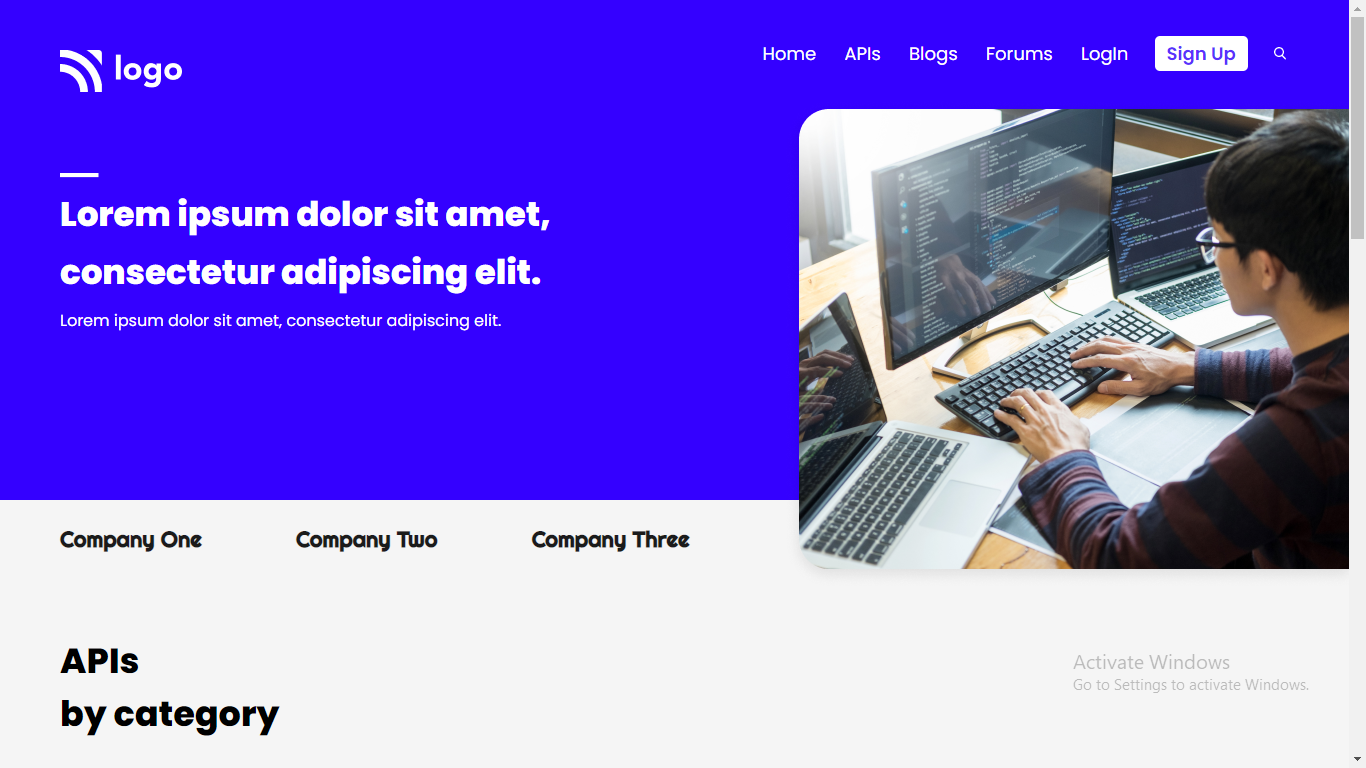 logo
Home APIs Blogs Forums LogIn Sign Up
Lorem ipsum dolor sit amet,
consectetur adipiscing elit.
Lorem ipsum dolor sit amet, consectetur adipiscing elit.
Company One Company Two Company Three
APIs
by category
Activate Windows
Go to Settings to activate Windows.